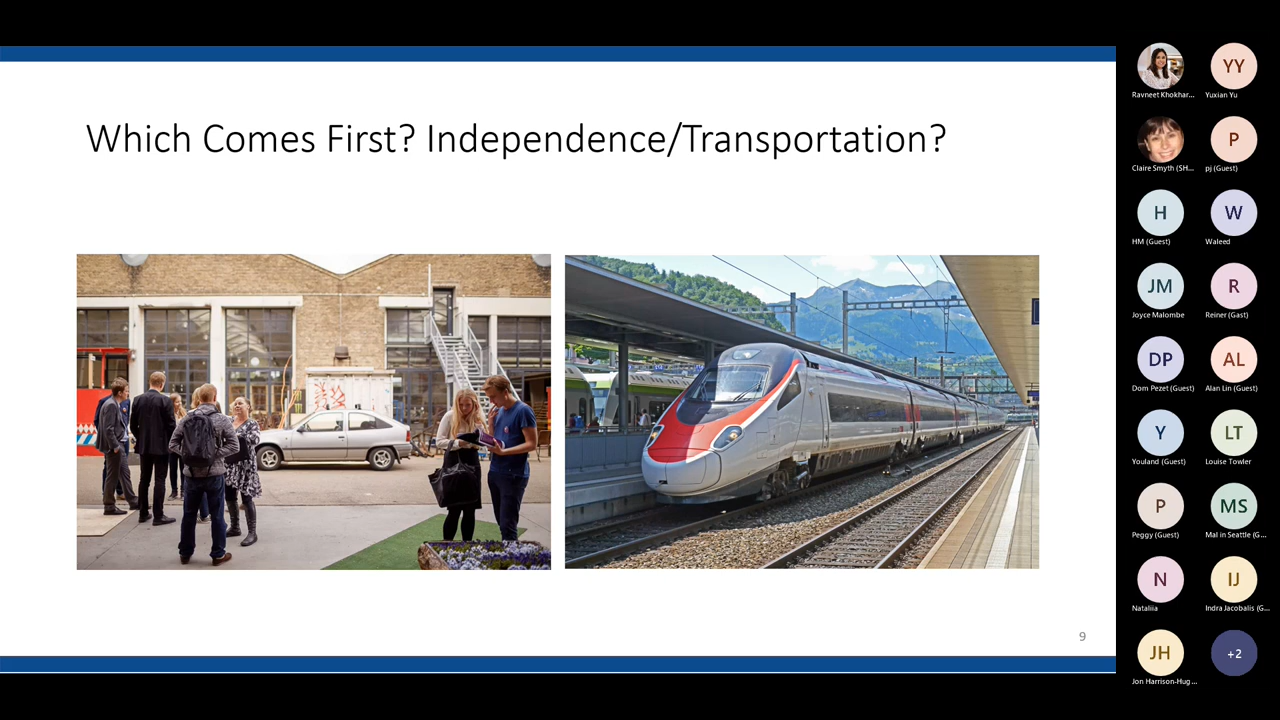 Which Comes First? Independence/Transportation?
9
Ravneet Khokhar...
YY
Yuxian Yu
Claire Smyth (SH...
P
pj (Guest)
H
HM (Guest)
W
Waleed
JM
Joyce Malombe
R
Reiner (Gast)
DP
Dom Pezet (Guest)
AL
Alan Lin (Guest)
Y
Youland (Guest)
LT
Louise Towler
P
Peggy (Guest)
MS
Mal in Seattle (G...
N
Nataliia
IJ
Indra Jacobalis (G...
JH
Jon Harrison-Hug...
+2